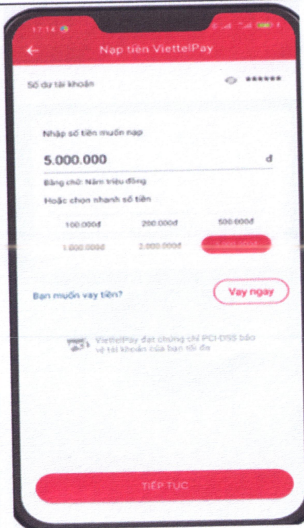 17:14
Nạp tiền ViettelPay
Số dư tài khoản ******
Nhập số tiền muốn nạp
5.000.000 đ
Bằng chữ: Năm triệu đồng
Hoặc chọn nhanh số tiền
100.000đ 200.000đ 500.000đ
1.000.000đ 2.000.000đ 5.000.000đ
Bạn muốn vay tiền? Vay ngay
ViettelPay đạt chứng chỉ PCI-DSS bảo
vệ tài khoản của bạn tối đa
TIẾP TỤC